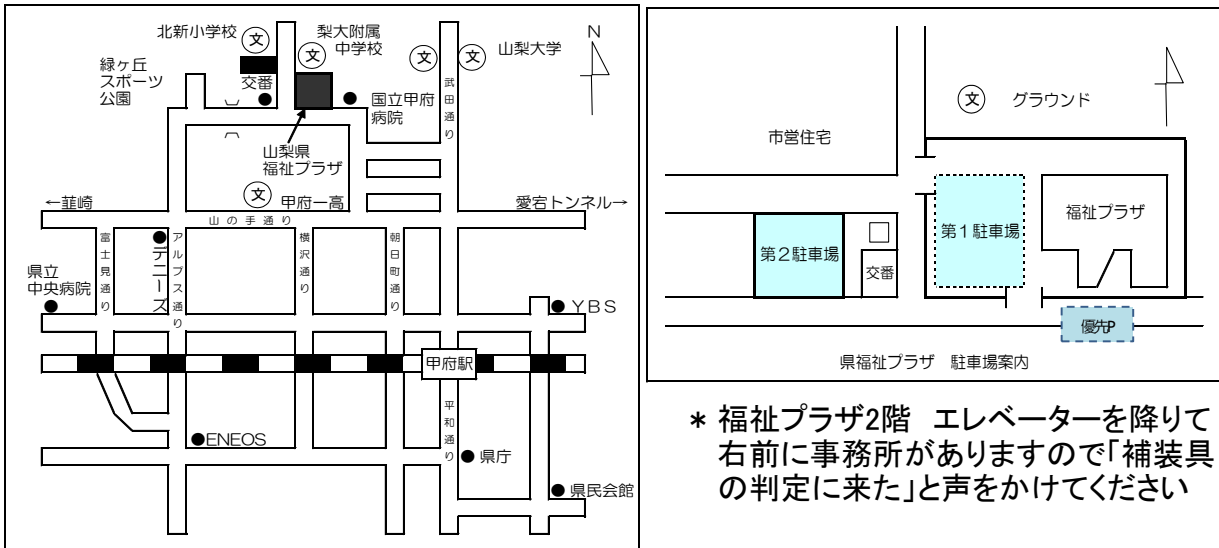 北新小学校
文
梨大附属
中学校
文
文
文
山梨大学
N
緑ヶ丘
スポーツ
公園
交番
国立甲府
病院
武田通り
山梨県
福祉プラザ
文
甲府一高
←韮崎
山の手通り
愛宕トンネル→
富士見通り
デニーズ
アルプス通り
横沢通り
朝日町通り
県立
中央病院
YBS
甲府駅
平和通り
ENEOS
県庁
県民会館
文
グラウンド
市営住宅
第1駐車場
福祉プラザ
第2駐車場
交番
優先P
県福祉プラザ 駐車場案内
* 福祉プラザ2階 エレベーターを降りて
右前に事務所がありますので「補装具
の判定に来た」と声をかけてください